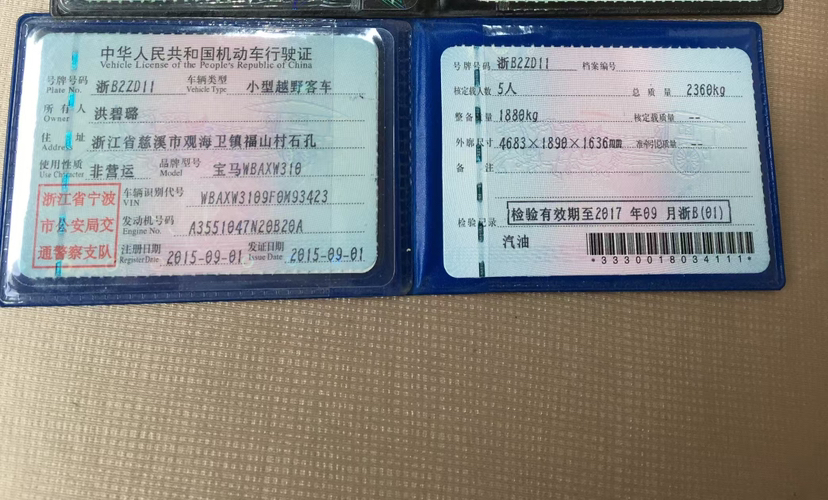 中华人民共和国机动车行驶证
Vehicle License of the People's Republic of China
号牌号码 Plate No. 浙B2ZD11 车辆类型 Vehicle Type 小型越野客车
所有人 Owner 洪碧璐
住址 Address 浙江省慈溪市观海卫镇福山村石孔
使用性质 Use Character 非营运 品牌型号 Model 宝马WBAXW310
浙江省宁波市公安局交通警察支队
车辆识别代号 VIN WBAXW3109F0M93423
发动机号码 Engine No. A3551047N20B20A
注册日期 Register Date 2015-09-01 发证日期 Issue Date 2015-09-01
号牌号码 浙B2ZD11 档案编号
核定载人数 5人 总质量 2360kg
整备质量 1880kg 核定载质量 --
外廓尺寸 4683×1890×1636mm 准牵引总质量 --
备注
检验记录 检验有效期至2017年09月浙B(01)
汽油
*3330018034111*